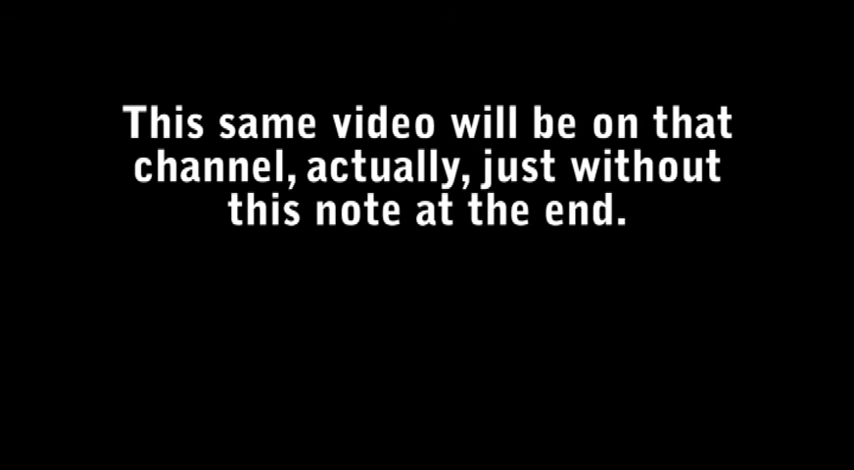 This same video will be on that
channel, actually, just without
this note at the end.